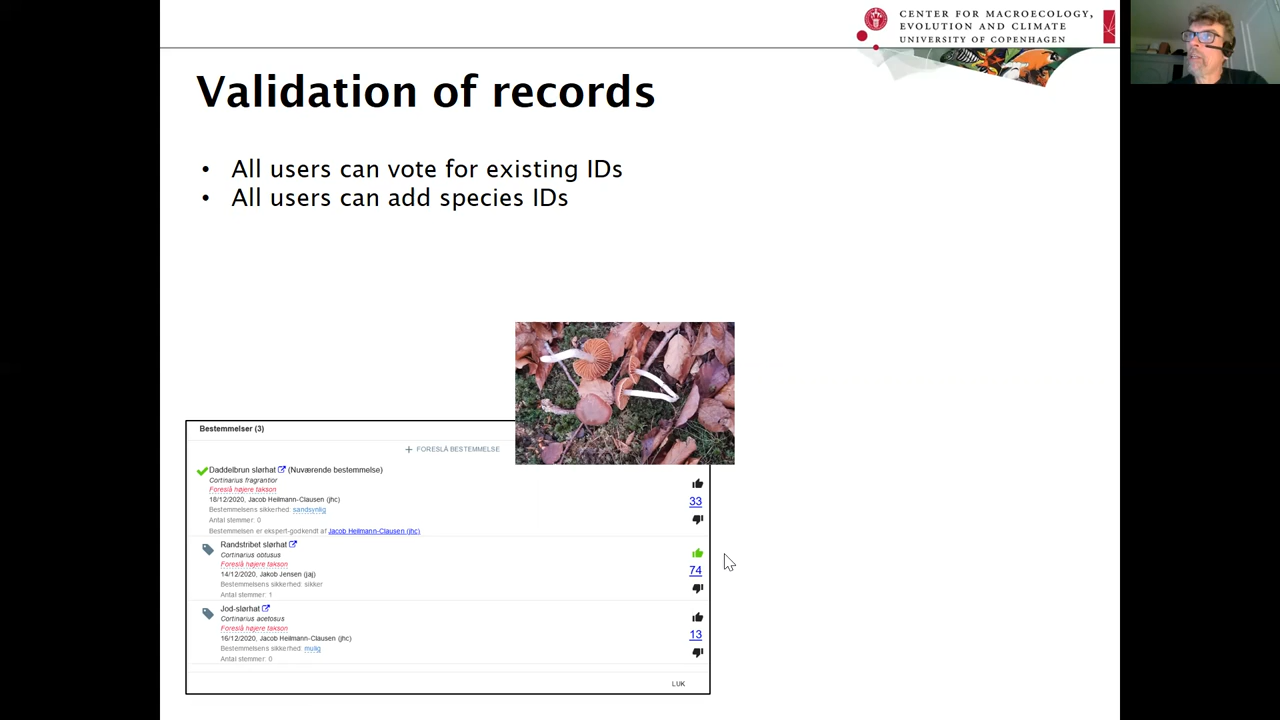 CENTER FOR MACROECOLOGY,
EVOLUTION AND CLIMATE
UNIVERSITY OF COPENHAGEN
Validation of records
• All users can vote for existing IDs
• All users can add species IDs
Bestemmelser (3)
+ FORESLÅ BESTEMMELSE
Daddelbrun slørhat (Nuværende bestemmelse)
Cortinarius fragrantior
Foreslå højere takson
18/12/2020, Jacob Heilmann-Clausen (jhc)
Bestemmelsens sikkerhed: sandsynlig
Antal stemmer: 0
Bestemmelsen er ekspert-godkendt af Jacob Heilmann-Clausen (jhc)
33
Randstribet slørhat
Cortinarius obtusus
Foreslå højere takson
14/12/2020, Jakob Jensen (jaj)
Bestemmelsens sikkerhed: sikker
Antal stemmer: 1
74
Jod-slørhat
Cortinarius acetosus
Foreslå højere takson
16/12/2020, Jacob Heilmann-Clausen (jhc)
Bestemmelsens sikkerhed: mulig
Antal stemmer: 0
13
LUK